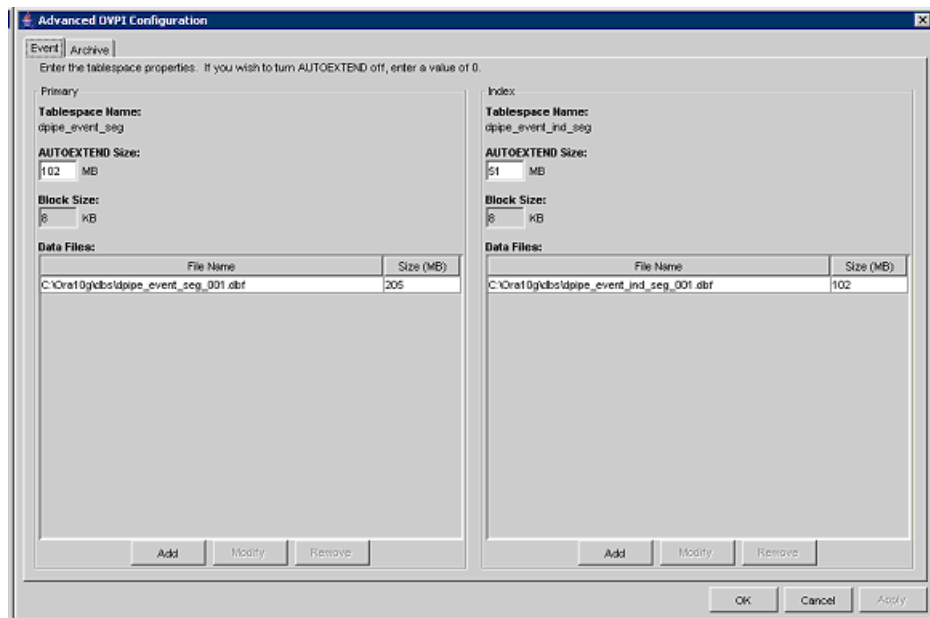 Advanced DVPI Configuration
Event
Archive
Enter the tablespace properties. If you wish to turn AUTOEXTEND off, enter a value of 0.
Primary
Tablespace Name:
dpipe_event_seg
AUTOEXTEND Size:
102 MB
Block Size:
8 KB
Data Files:
File Name Size (MB)
C:\Ora10g\dbs\dpipe_event_seg_001.dbf 205
Add Modify Remove
Index
Tablespace Name:
dpipe_event_ind_seg
AUTOEXTEND Size:
51 MB
Block Size:
8 KB
Data Files:
File Name Size (MB)
C:\Ora10g\dbs\dpipe_event_ind_seg_001.dbf 102
Add Modify Remove
OK Cancel Apply